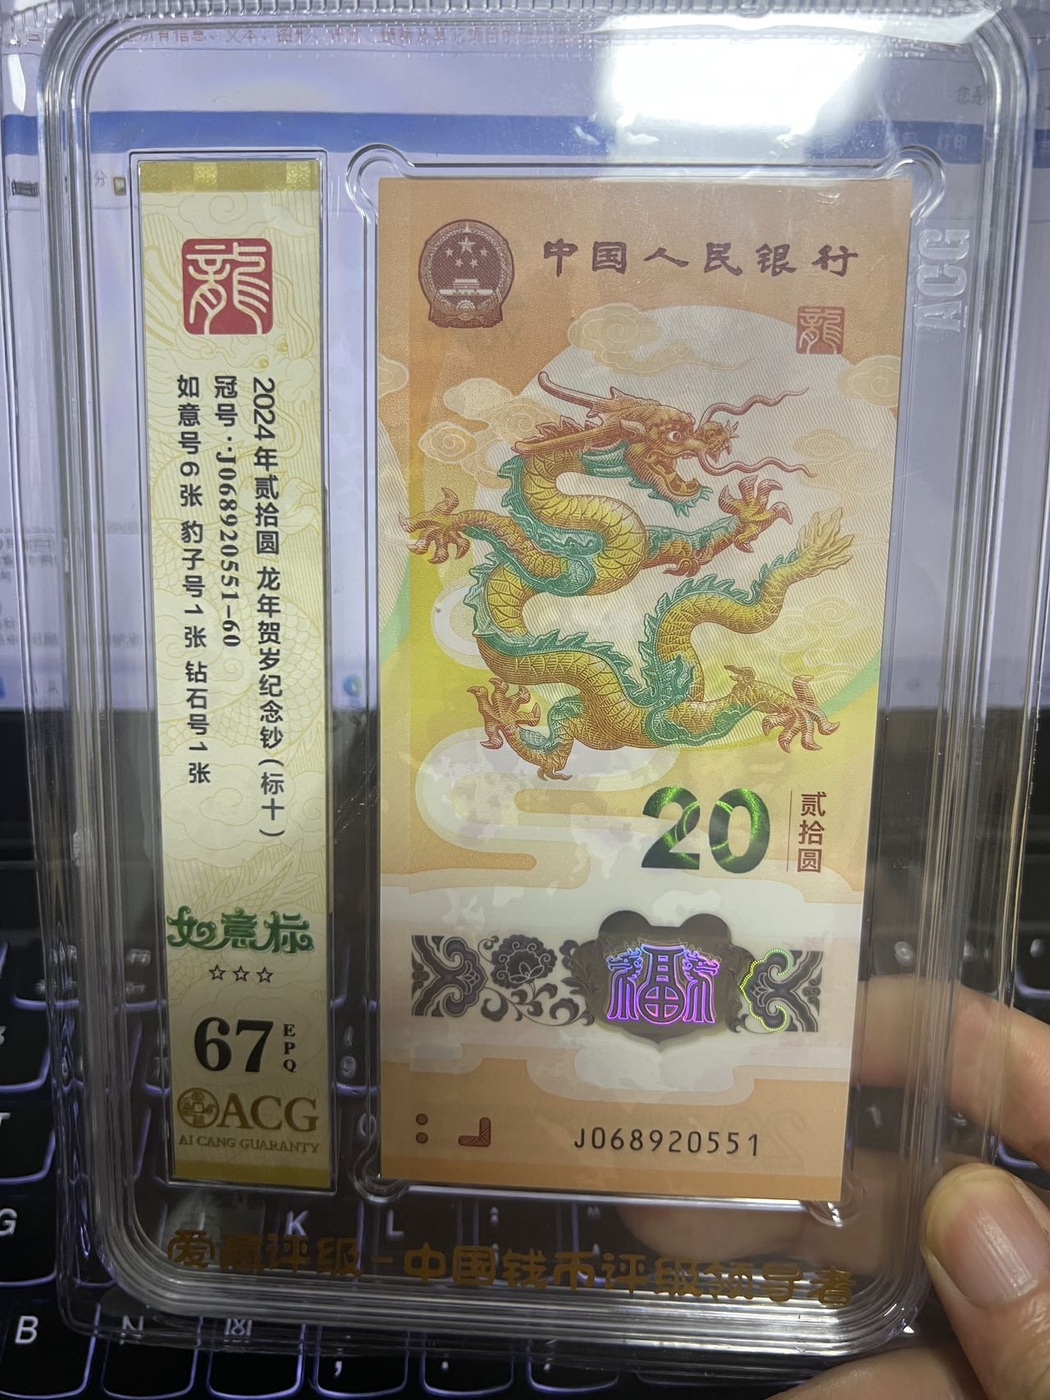 龍
2024年贰拾圆 龙年贺岁纪念钞(标十)
冠号·J068920551-60
如意号6张 豹子号1张 钻石号1张
如意标
☆☆☆
67
EPQ
ACG
AI CANG GUARANTY
中国人民银行
龍
20
贰拾圆
福
J068920551
ACG
爱藏评级-中国钱币评级领导者
K
L
G
B
N